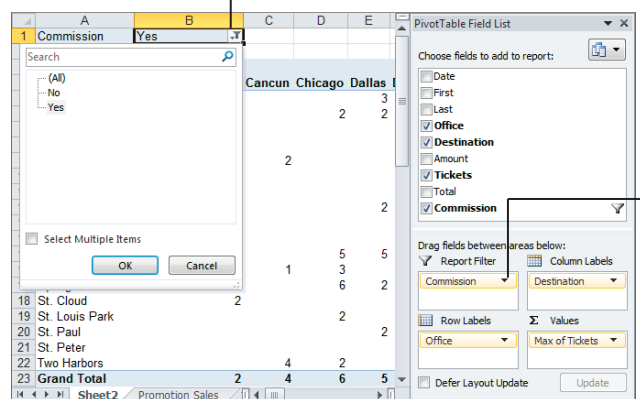 A B C D E
1 Commission Yes
Search
(All)
No
Yes
Select Multiple Items
OK Cancel
Cancun Chicago Dallas
3
2 2
2
2
5 5
1 3
6 2
18 St. Cloud 2
19 St. Louis Park 2
20 St. Paul 2
21 St. Peter
22 Two Harbors 4 2
23 Grand Total 2 4 6 5
Sheet2 Promotion Sales
PivotTable Field List
Choose fields to add to report:
Date
First
Last
Office
Destination
Amount
Tickets
Total
Commission
Drag fields between areas below:
Report Filter Column Labels
Commission Destination
Row Labels Σ Values
Office Max of Tickets
Defer Layout Update Update